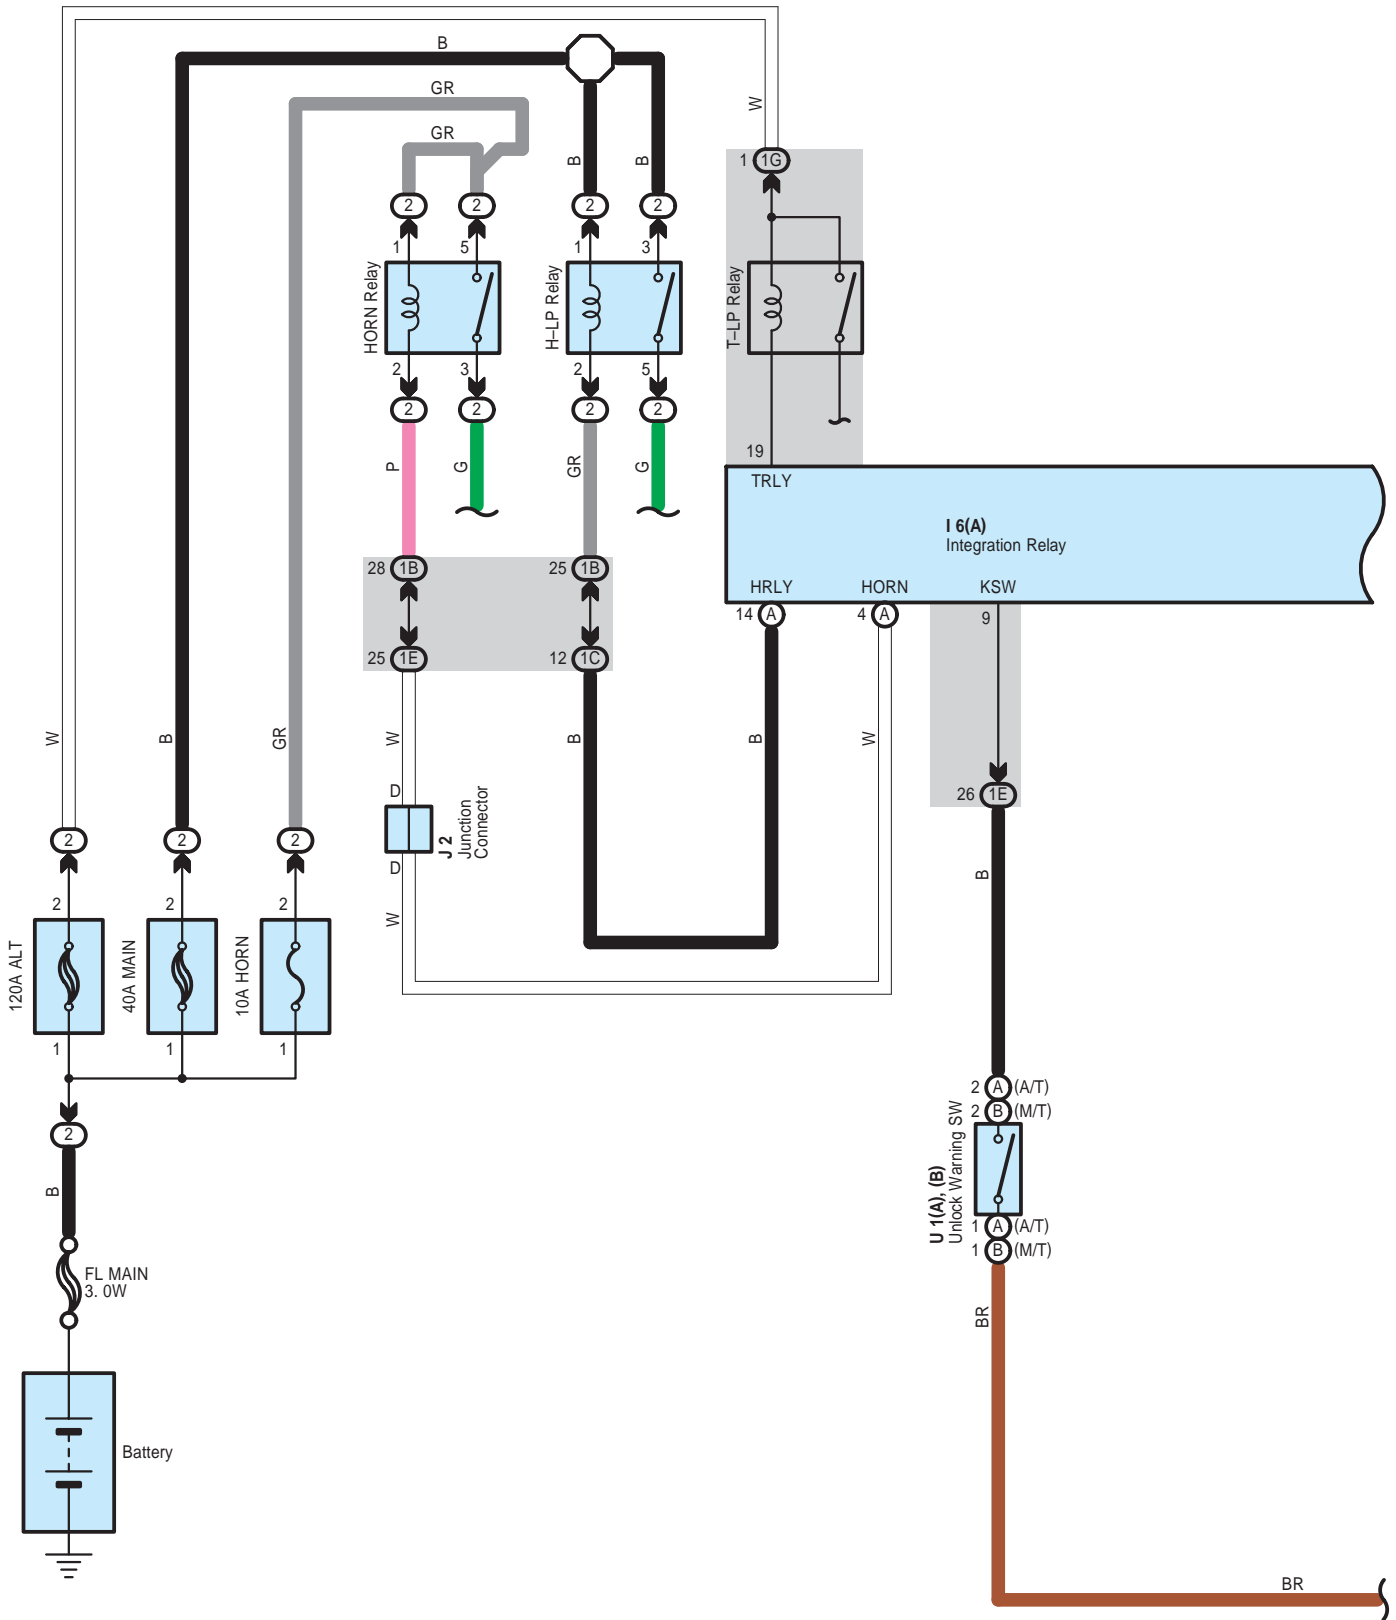 B
GR
GR
W
B
B
1 1G
2
2
2
2
1
5
1
3
HORN Relay
H–LP Relay
T–LP Relay
2
3
2
5
2
2
2
2
P
G
GR
G
19
TRLY
I 6(A)
Integration Relay
HRLY
HORN
KSW
28 1B
25 1B
14 A
4 A
9
25 1E
12 1C
W
B
GR
W
B
B
W
D
J 2
Junction
Connector
D
W
26 1E
B
2
2
2
2
2
2
120A ALT
40A MAIN
10A HORN
1
1
1
2
B
FL MAIN
3. 0W
Battery
2 A (A/T)
2 B (M/T)
U 1(A), (B)
Unlock Warning SW
1 A (A/T)
1 B (M/T)
BR
BR